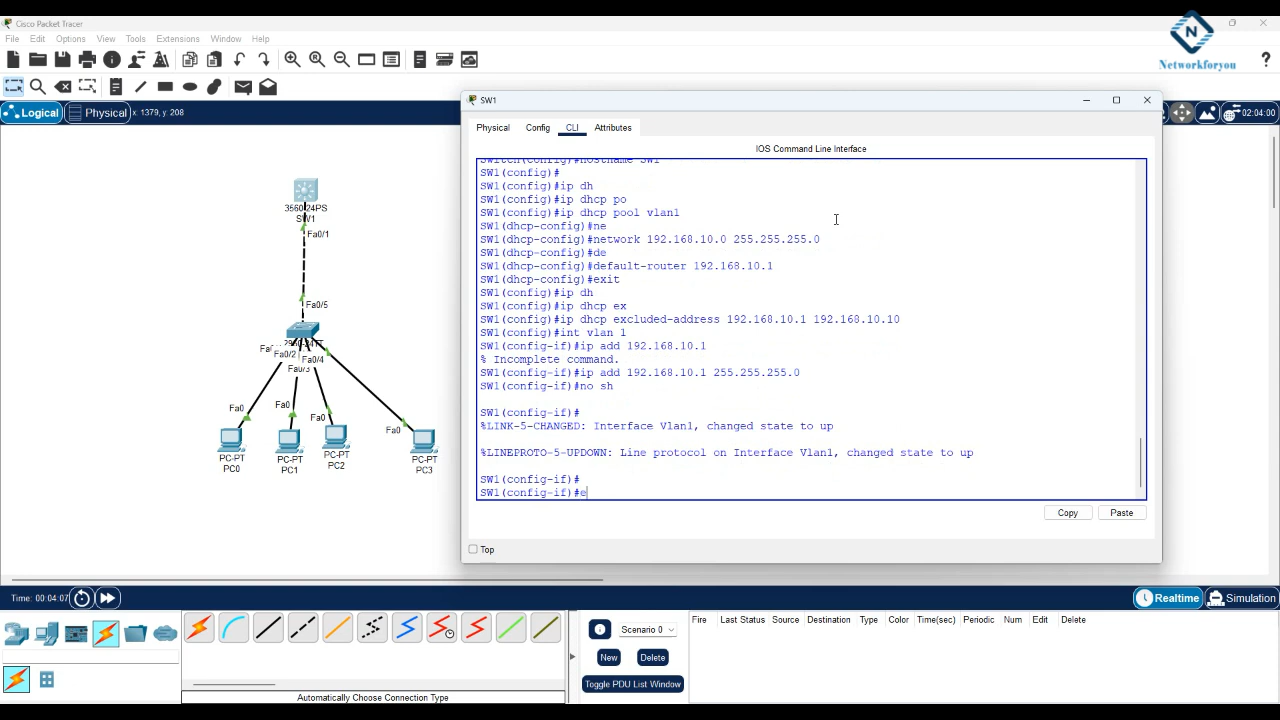 Cisco Packet Tracer
N
Networkforyou
File Edit Options View Tools Extensions Window Help
?
Logical Physical x: 1379, y: 208
02:04:00
SW1
Physical Config CLI Attributes
IOS Command Line Interface
Switch(config)#hostname SW1
SW1(config)#
SW1(config)#ip dh
SW1(config)#ip dhcp po
SW1(config)#ip dhcp pool vlan1
SW1(dhcp-config)#ne
SW1(dhcp-config)#network 192.168.10.0 255.255.255.0
SW1(dhcp-config)#de
SW1(dhcp-config)#default-router 192.168.10.1
SW1(dhcp-config)#exit
SW1(config)#ip dh
SW1(config)#ip dhcp ex
SW1(config)#ip dhcp excluded-address 192.168.10.1 192.168.10.10
SW1(config)#int vlan 1
SW1(config-if)#ip add 192.168.10.1
% Incomplete command.
SW1(config-if)#ip add 192.168.10.1 255.255.255.0
SW1(config-if)#no sh
SW1(config-if)#
%LINK-5-CHANGED: Interface Vlan1, changed state to up
%LINEPROTO-5-UPDOWN: Line protocol on Interface Vlan1, changed state to up
SW1(config-if)#
SW1(config-if)#e
Copy Paste
Top
3560-24PS
SW1
Fa0/1
Fa0/5
Fa0/2
Fa0/4
Fa0/3
Fa0
Fa0
Fa0
Fa0
PC-PT
PC0
PC-PT
PC1
PC-PT
PC2
PC-PT
PC3
Time: 00:04:07
Realtime Simulation
Scenario 0
New Delete
Toggle PDU List Window
Fire Last Status Source Destination Type Color Time(sec) Periodic Num Edit Delete
Automatically Choose Connection Type